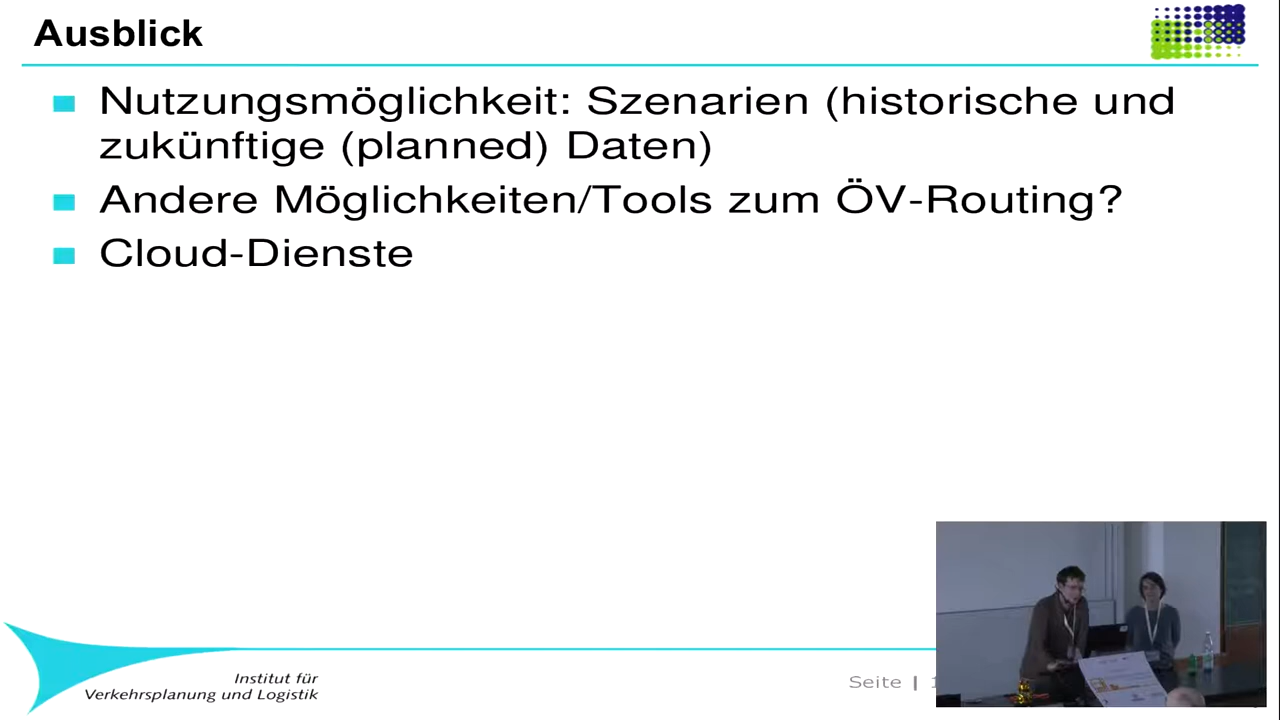 Ausblick
Nutzungsmöglichkeit: Szenarien (historische und
zukünftige (planned) Daten)
Andere Möglichkeiten/Tools zum ÖV-Routing?
Cloud-Dienste
Institut für
Verkehrsplanung und Logistik
Seite |